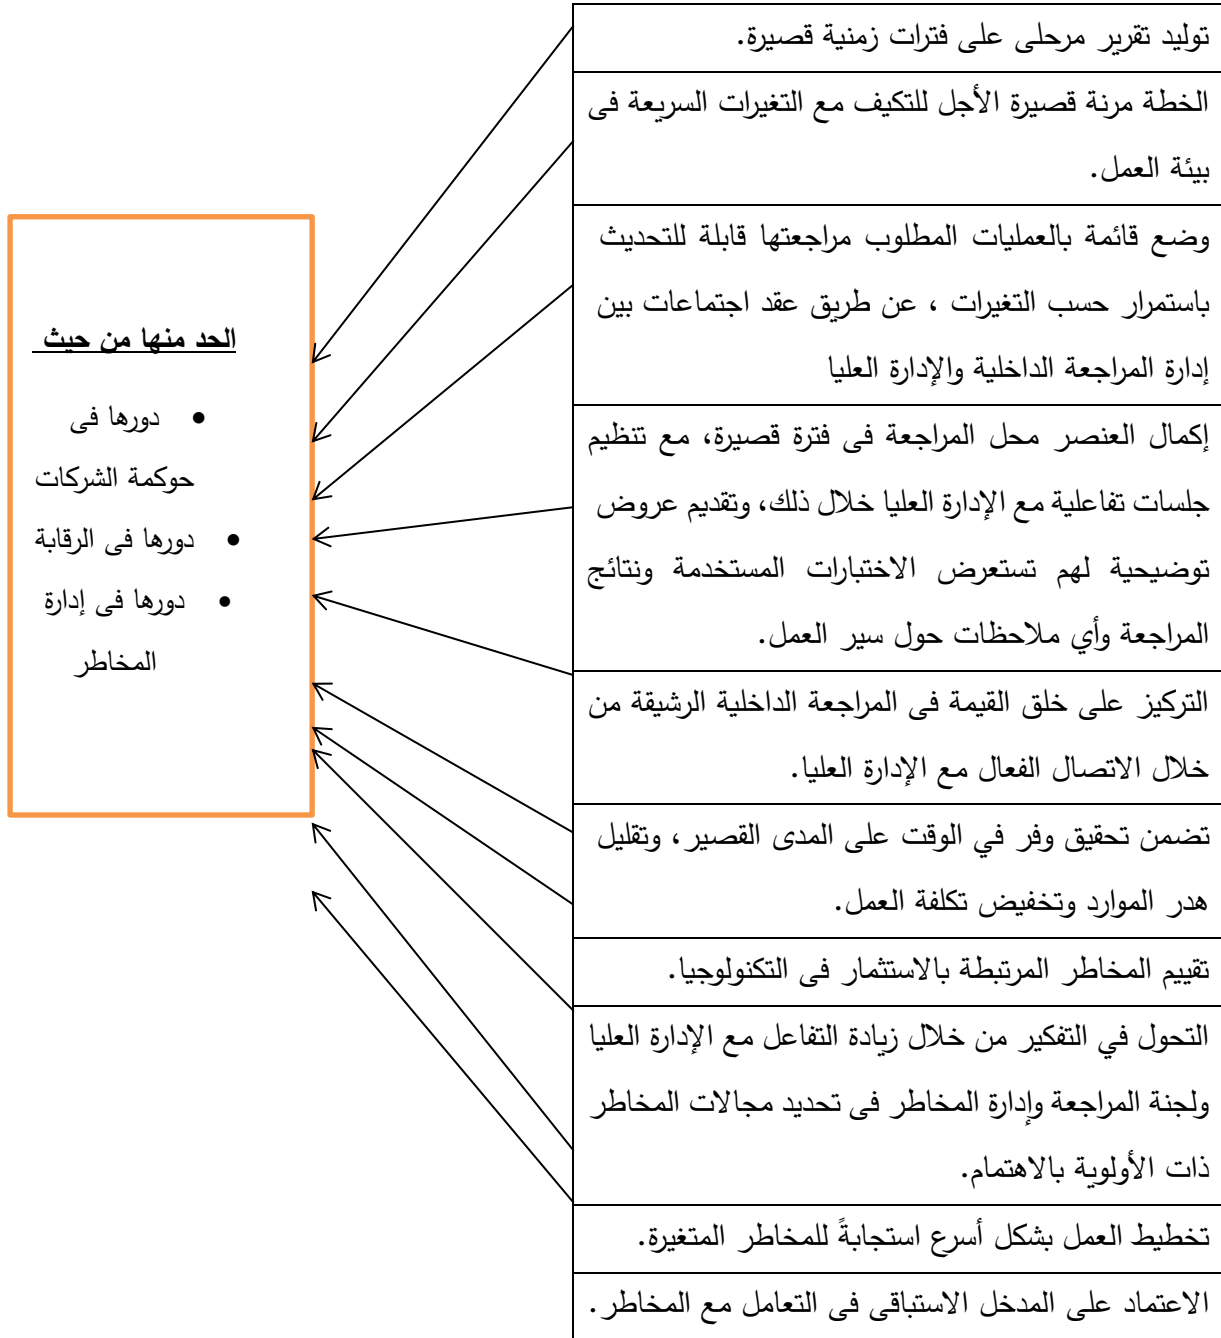 توليد تقرير مرحلى على فترات زمنية قصيرة.
الخطة مرنة قصيرة الأجل للتكيف مع التغيرات السريعة فى
بيئة العمل.
وضع قائمة بالعمليات المطلوب مراجعتها قابلة للتحديث
باستمرار حسب التغيرات ، عن طريق عقد اجتماعات بين
إدارة المراجعة الداخلية والإدارة العليا
إكمال العنصر محل المراجعة فى فترة قصيرة، مع تنظيم
جلسات تفاعلية مع الإدارة العليا خلال ذلك، وتقديم عروض
توضيحية لهم تستعرض الاختبارات المستخدمة ونتائج
المراجعة وأي ملاحظات حول سير العمل.
التركيز على خلق القيمة فى المراجعة الداخلية الرشيقة من
خلال الاتصال الفعال مع الإدارة العليا.
تضمن تحقيق وفر في الوقت على المدى القصير، وتقليل
هدر الموارد وتخفيض تكلفة العمل.
تقييم المخاطر المرتبطة بالاستثمار فى التكنولوجيا.
التحول في التفكير من خلال زيادة التفاعل مع الإدارة العليا
ولجنة المراجعة وإدارة المخاطر فى تحديد مجالات المخاطر
ذات الأولوية بالاهتمام.
تخطيط العمل بشكل أسرع استجابةً للمخاطر المتغيرة.
الاعتماد على المدخل الاستباقى فى التعامل مع المخاطر.
الحد منها من حيث
• دورها فى
حوكمة الشركات
• دورها فى الرقابة
• دورها فى إدارة
المخاطر